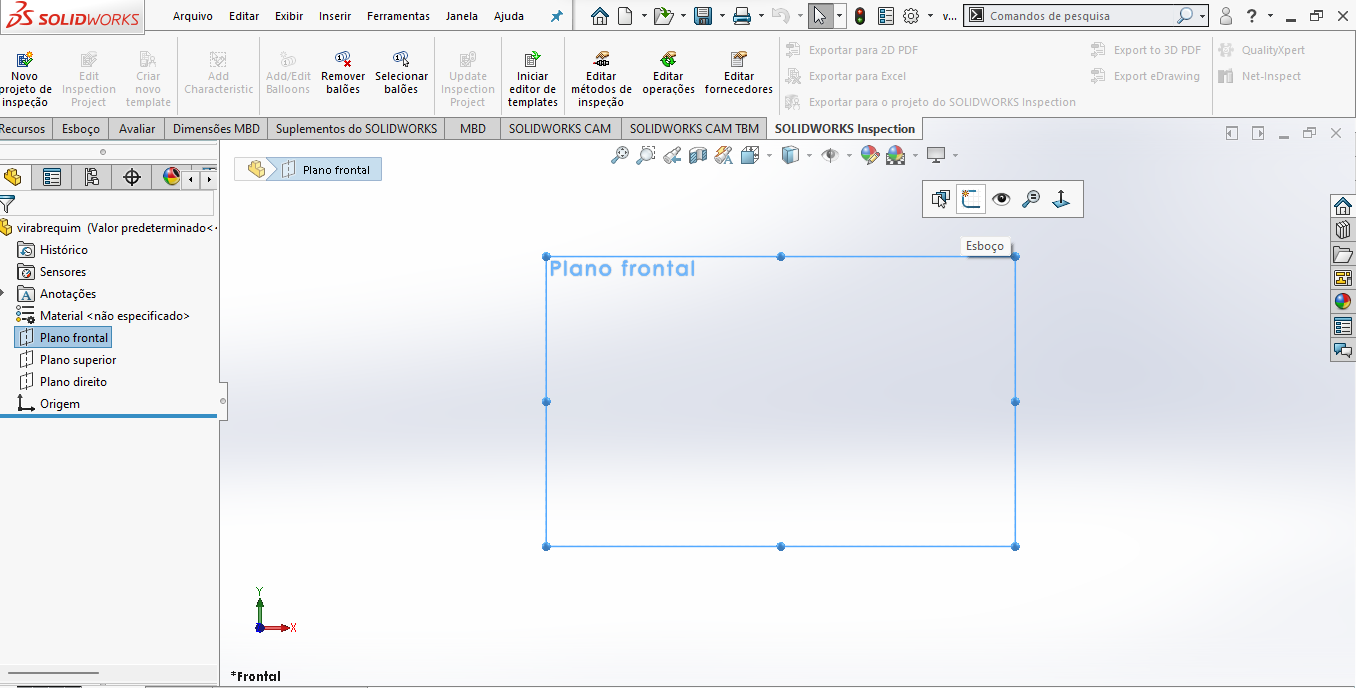 SOLIDWORKS
Arquivo Editar Exibir Inserir Ferramentas Janela Ajuda
v...
Comandos de pesquisa
?
Novo projeto de inspeção
Edit Inspection Project
Criar novo template
Add Characteristic
Add/Edit Balloons
Remover balões
Selecionar balões
Update Inspection Project
Iniciar editor de templates
Editar métodos de inspeção
Editar operações
Editar fornecedores
Exportar para 2D PDF
Exportar para Excel
Exportar para o projeto do SOLIDWORKS Inspection
Export to 3D PDF
Export eDrawing
QualityXpert
Net-Inspect
Recursos Esboço Avaliar Dimensões MBD Suplementos do SOLIDWORKS MBD SOLIDWORKS CAM SOLIDWORKS CAM TBM SOLIDWORKS Inspection
Plano frontal
virabrequim (Valor predeterminado<
Histórico
Sensores
Anotações
Material <não especificado>
Plano frontal
Plano superior
Plano direito
Origem
Esboço
Plano frontal
Y
X
*Frontal